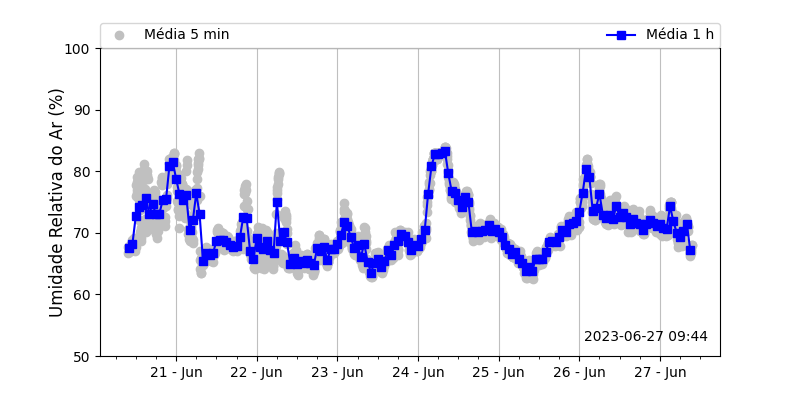 Média 5 min
Média 1 h
Umidade Relativa do Ar (%)
100
90
80
70
60
50
2023-06-27 09:44
21 - Jun
22 - Jun
23 - Jun
24 - Jun
25 - Jun
26 - Jun
27 - Jun